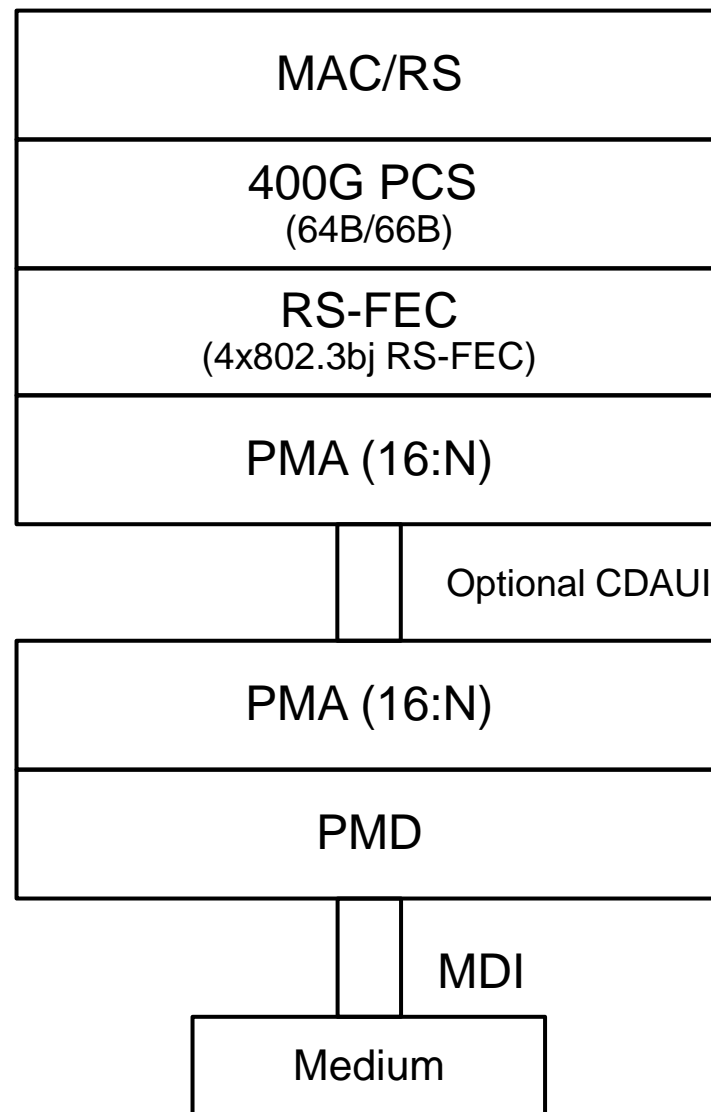 MAC/RS
400G PCS
(64B/66B)
RS-FEC
(4x802.3bj RS-FEC)
PMA (16:N)
Optional CDAUI
PMA (16:N)
PMD
MDI
Medium